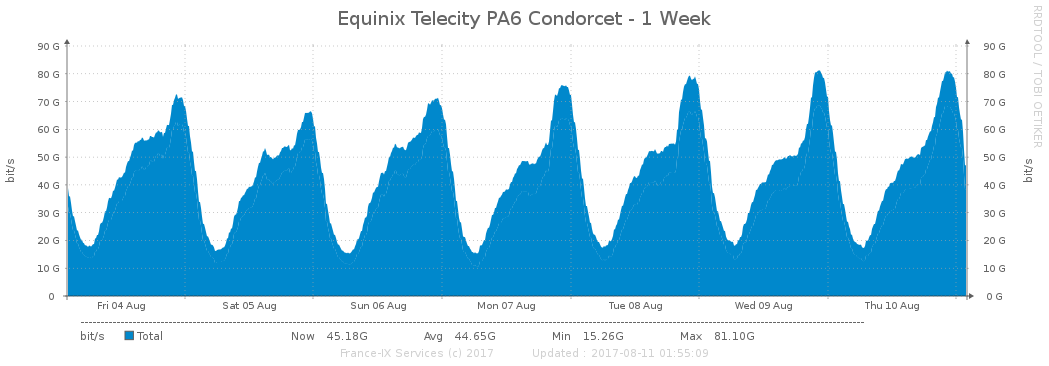 Equinix Telecity PA6 Condorcet - 1 Week
RRDTOOL / TOBI OETIKER
90 G 90 G
80 G 80 G
70 G 70 G
60 G 60 G
50 G 50 G
40 G 40 G
30 G 30 G
20 G 20 G
10 G 10 G
0 0 G
bit/s bit/s
Fri 04 Aug Sat 05 Aug Sun 06 Aug Mon 07 Aug Tue 08 Aug Wed 09 Aug Thu 10 Aug
bit/s Total Now 45.18G Avg 44.65G Min 15.26G Max 81.10G
France-IX Services (c) 2017 Updated : 2017-08-11 01:55:09